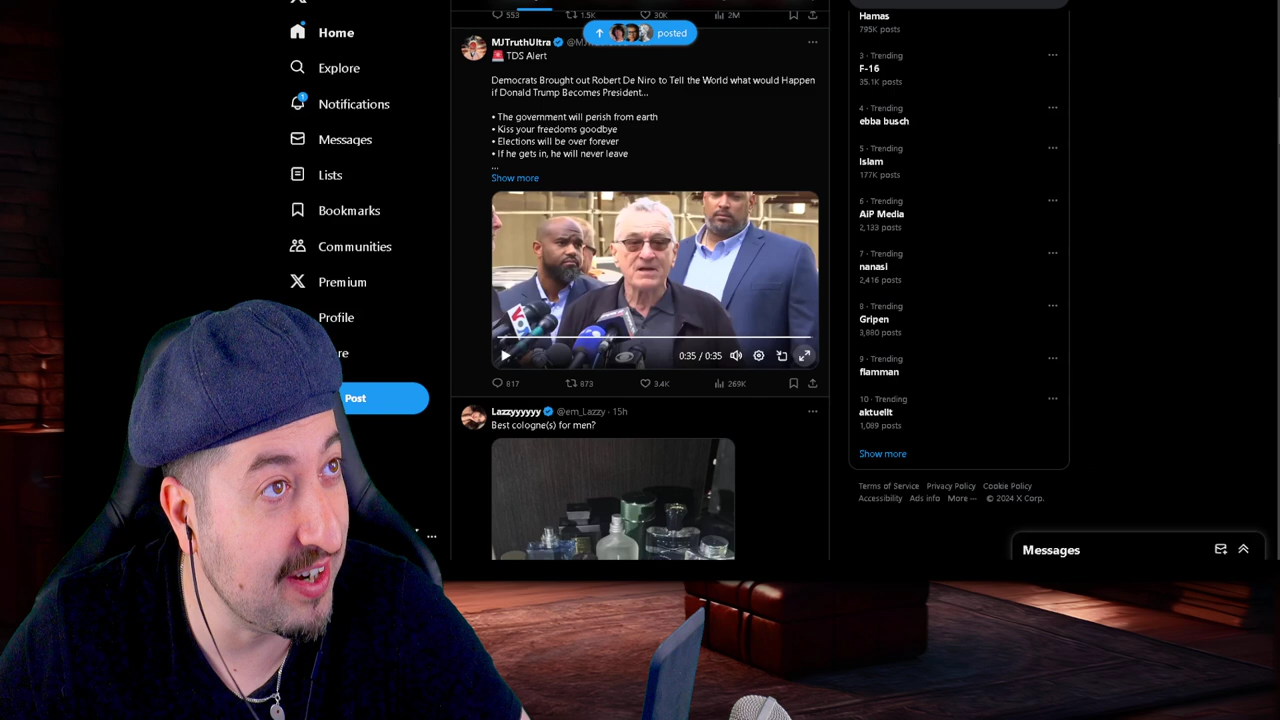 553 1.5K 30K 2M
posted
Home
Explore
1
Notifications
Messages
Lists
Bookmarks
Communities
Premium
Profile
Post
MJTruthUltra
🚨 TDS Alert
Democrats Brought out Robert De Niro to Tell the World what would Happen
if Donald Trump Becomes President...
• The government will perish from earth
• Kiss your freedoms goodbye
• Elections will be over forever
• If he gets in, he will never leave
...
Show more
0:35 / 0:35
817 873 3.4K 269K
Lazzyyyyyy @em_Lazzy · 15h
Best cologne(s) for men?
Hamas
795K posts
3 · Trending
F-16
35.1K posts
4 · Trending
ebba busch
5 · Trending
Islam
177K posts
6 · Trending
AiP Media
2,133 posts
7 · Trending
nanasi
2,416 posts
8 · Trending
Gripen
3,880 posts
9 · Trending
flamman
10 · Trending
aktuellt
1,089 posts
Show more
Terms of Service Privacy Policy Cookie Policy
Accessibility Ads info More ··· © 2024 X Corp.
Messages